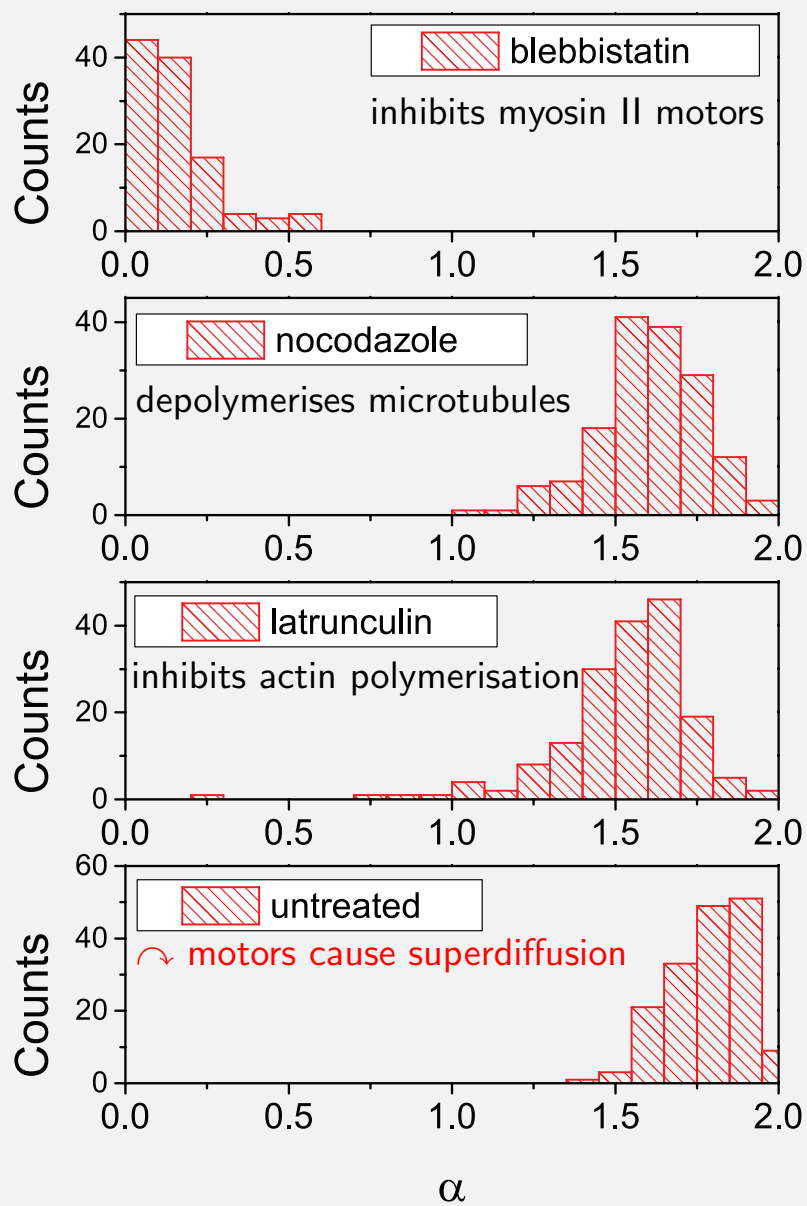 40
20
0
Counts
blebbistatin
inhibits myosin II motors
0.0 0.5 1.0 1.5 2.0
40
20
0
Counts
nocodazole
depolymerises microtubules
0.0 0.5 1.0 1.5 2.0
40
20
0
Counts
latrunculin
inhibits actin polymerisation
0.0 0.5 1.0 1.5 2.0
60
40
20
0
Counts
untreated
↷ motors cause superdiffusion
0.0 0.5 1.0 1.5 2.0
α